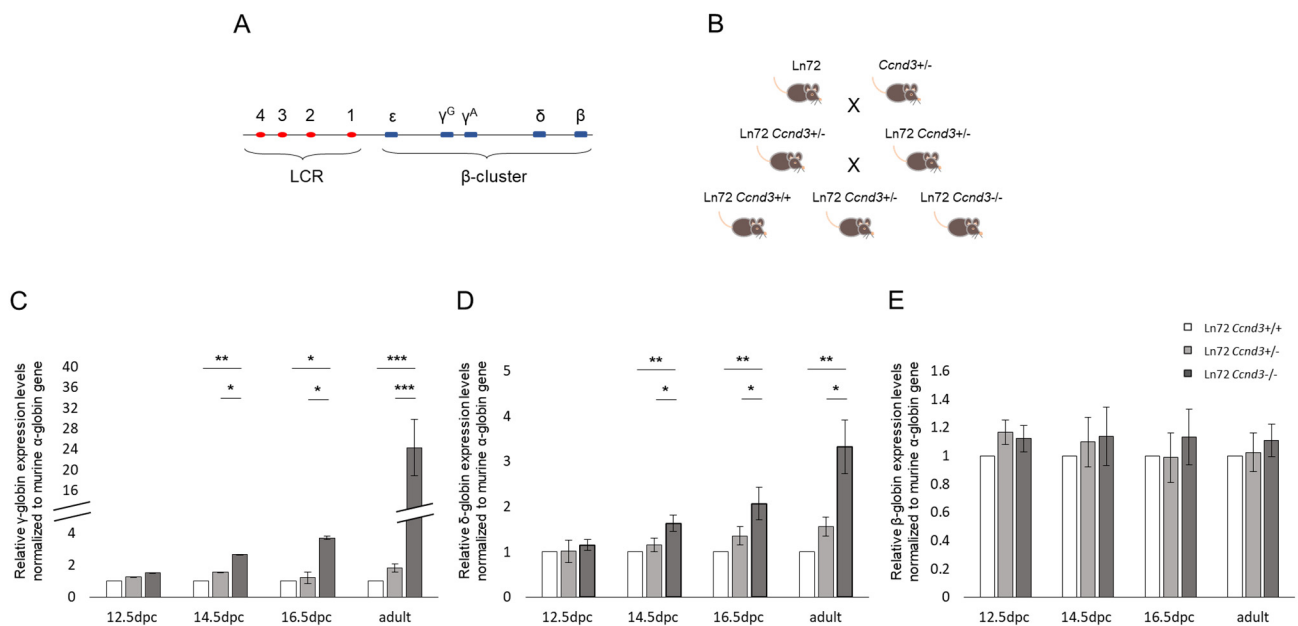 A
4 3 2 1 ε γG γA δ β
LCR β-cluster
B
Ln72 Ccnd3+/-
X
Ln72 Ccnd3+/- Ln72 Ccnd3+/-
X
Ln72 Ccnd3+/+ Ln72 Ccnd3+/- Ln72 Ccnd3-/-
C
Relative γ-globin expression levels
normalized to murine α-globin gene
40
36
32
28
24
20
16
4
2
0
** * ***
* * ***
12.5dpc 14.5dpc 16.5dpc adult
D
Relative δ-globin expression levels
normalized to murine α-globin gene
5
4
3
2
1
0
** ** **
* * *
12.5dpc 14.5dpc 16.5dpc adult
E
Ln72 Ccnd3+/+
Ln72 Ccnd3+/-
Ln72 Ccnd3-/-
Relative β-globin expression levels
normalized to murine α-globin gene
1.6
1.4
1.2
1
0.8
0.6
0.4
0.2
0
12.5dpc 14.5dpc 16.5dpc adult